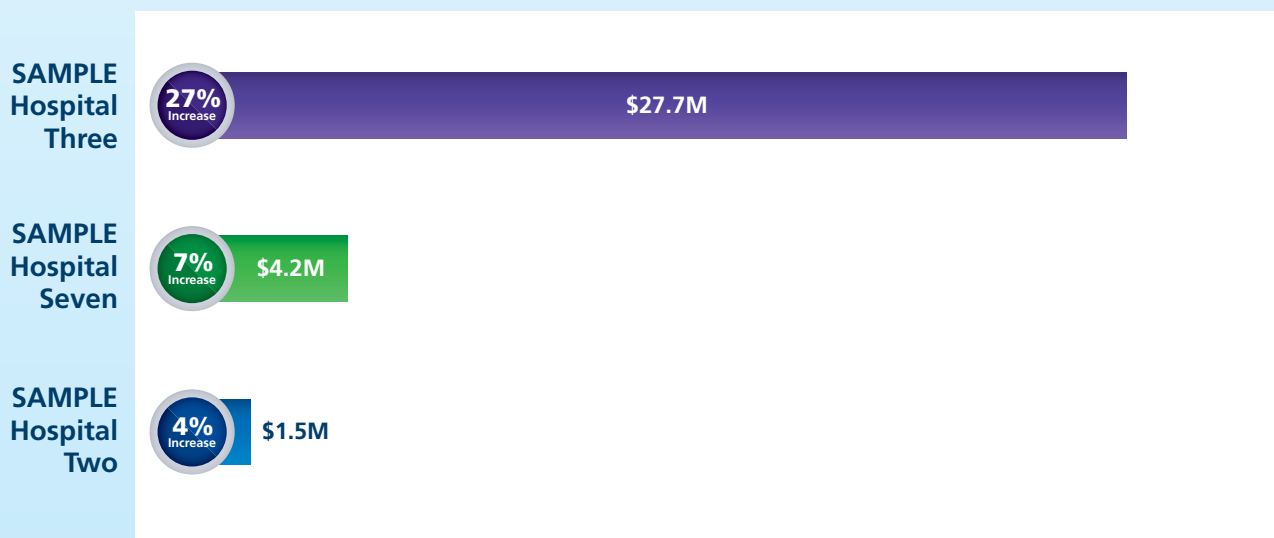 SAMPLE
Hospital
Three
27%
Increase
$27.7M
SAMPLE
Hospital
Seven
7%
Increase
$4.2M
SAMPLE
Hospital
Two
4%
Increase
$1.5M